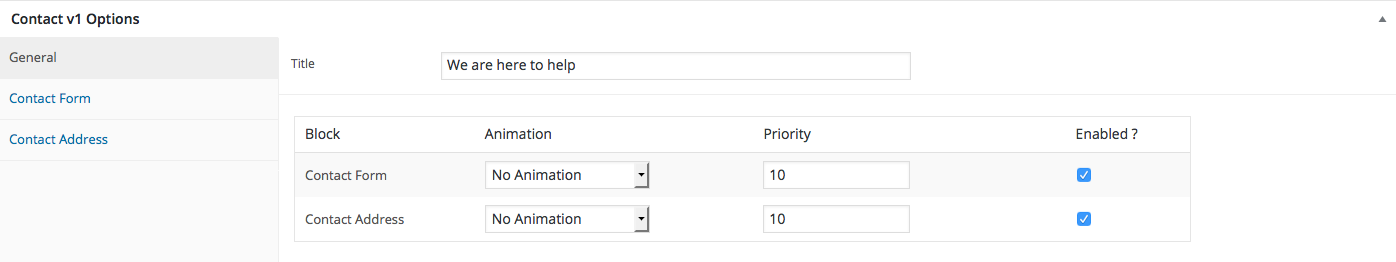 Contact v1 Options
General
Contact Form
Contact Address
Title We are here to help
Block Animation Priority Enabled ?
Contact Form No Animation 10
Contact Address No Animation 10